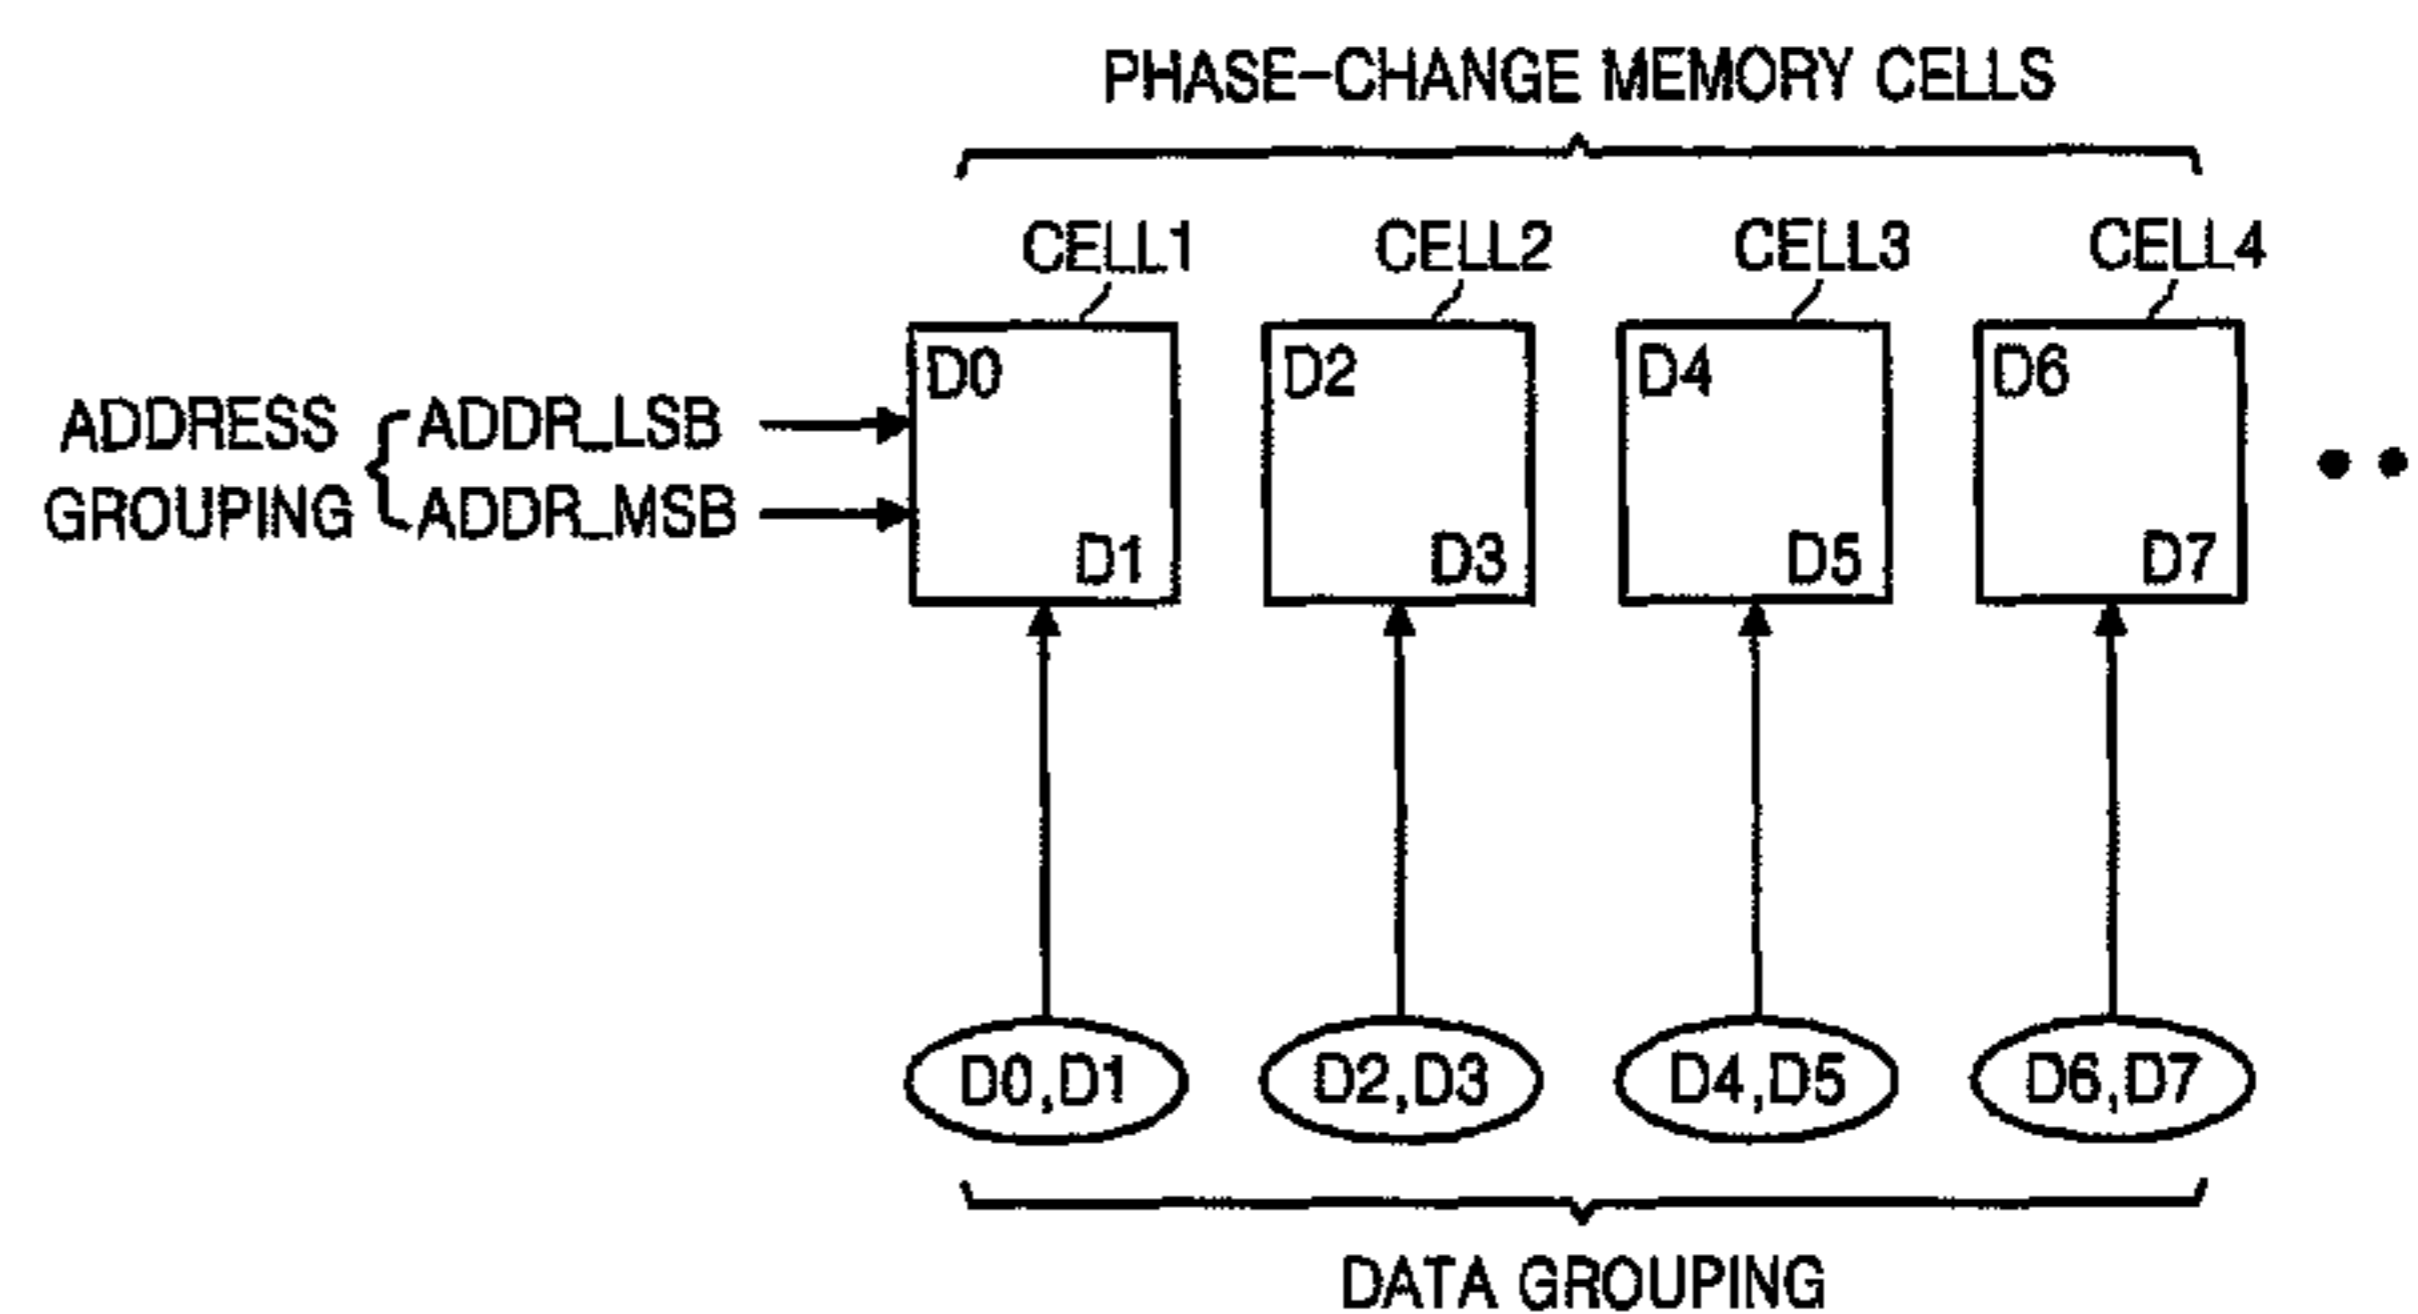 PHASE-CHANGE MEMORY CELLS
CELL1 CELL2 CELL3 CELL4
D0 D2 D4 D6
ADDRESS GROUPING
ADDR_LSB
ADDR_MSB
D1 D3 D5 D7
D0,D1 D2,D3 D4,D5 D6,D7
DATA GROUPING